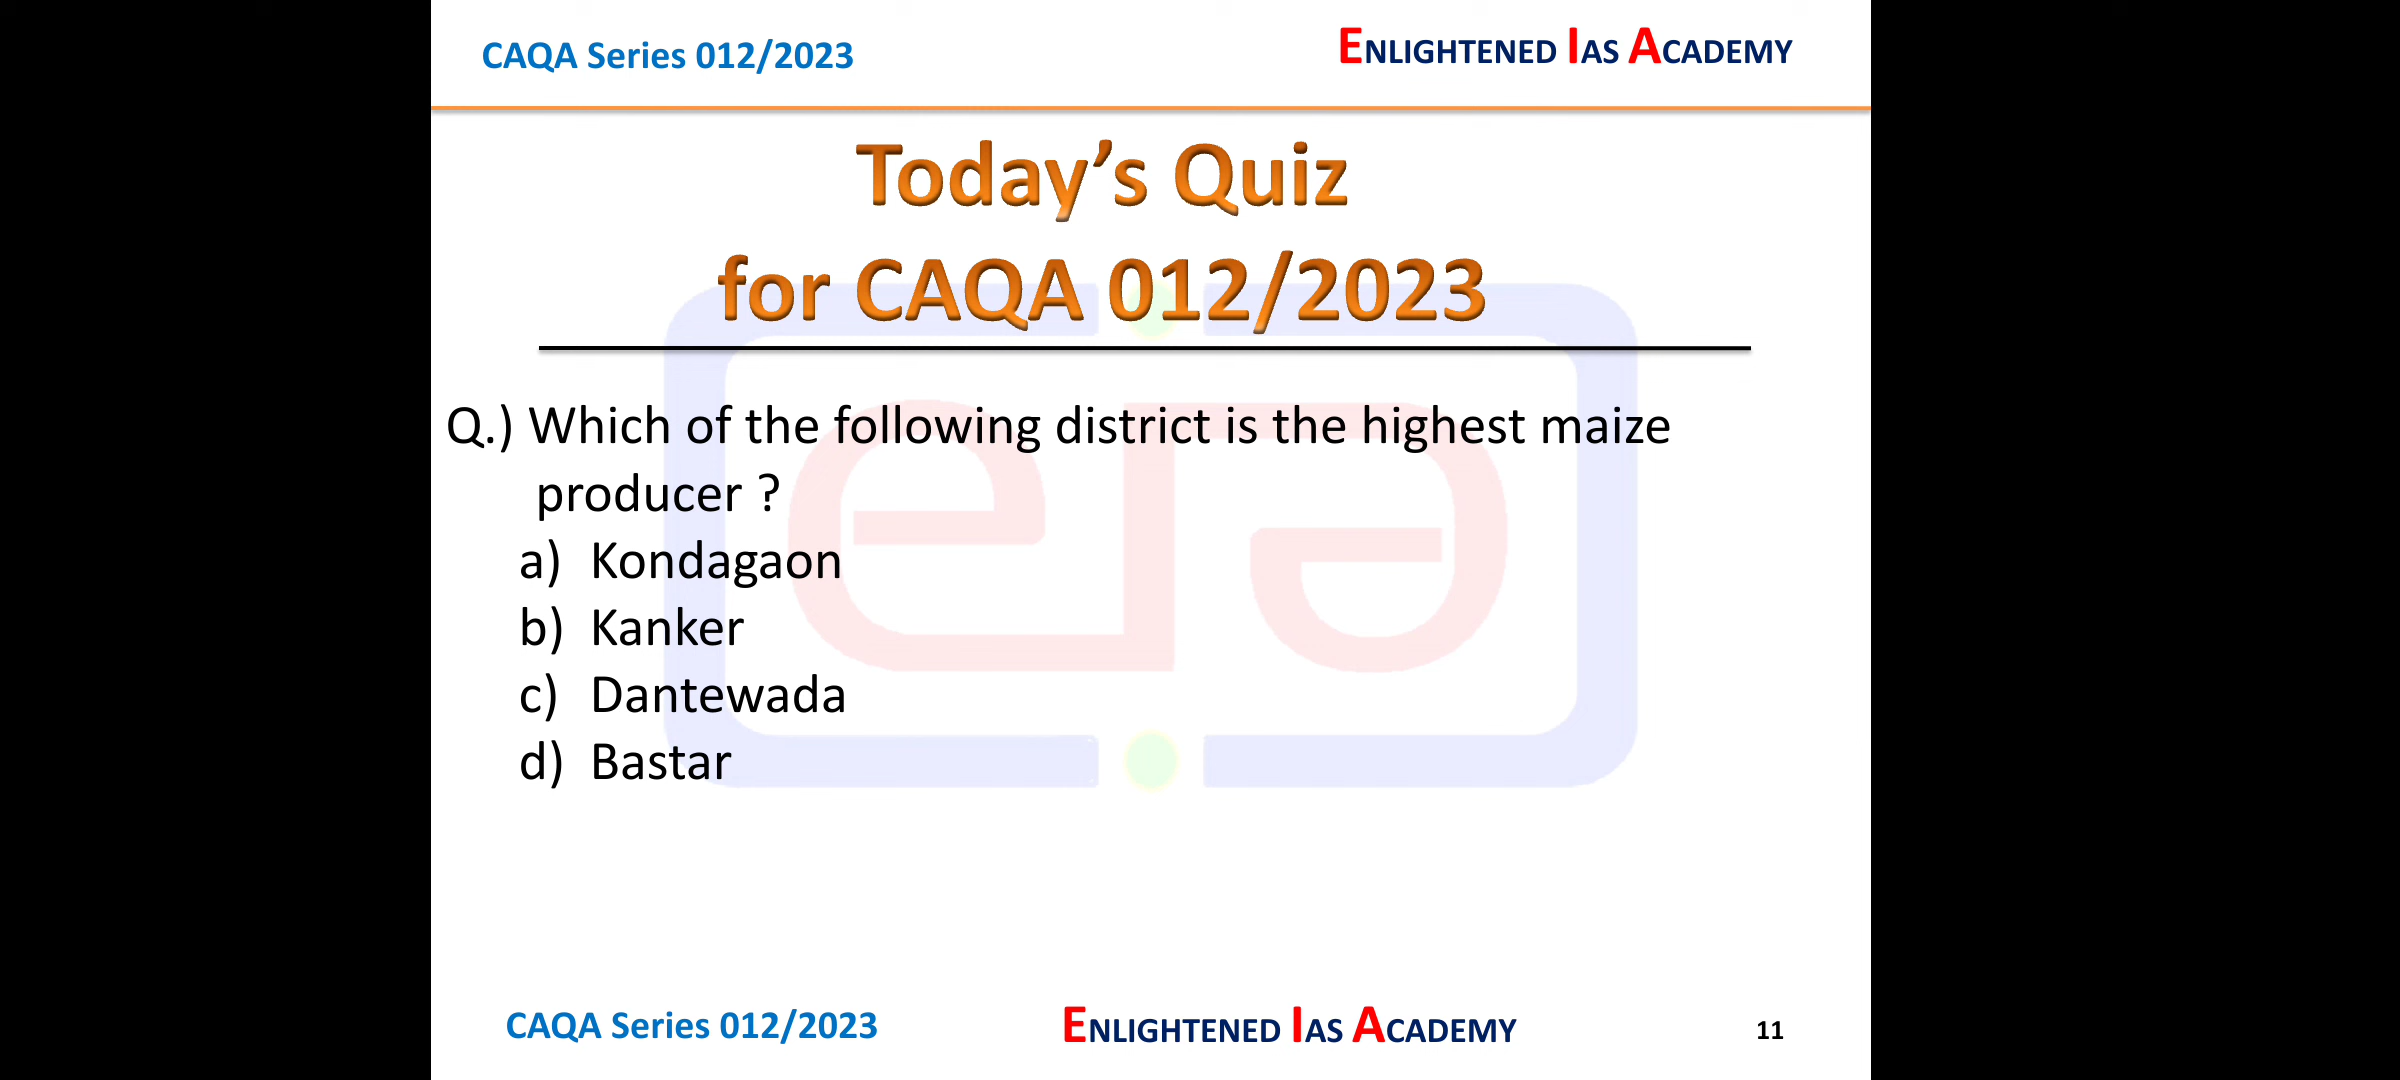 CAQA Series 012/2023
ENLIGHTENED IAS ACADEMY
Today’s Quiz
for CAQA 012/2023
Q.) Which of the following district is the highest maize
producer ?
a) Kondagaon
b) Kanker
c) Dantewada
d) Bastar
CAQA Series 012/2023
ENLIGHTENED IAS ACADEMY
11